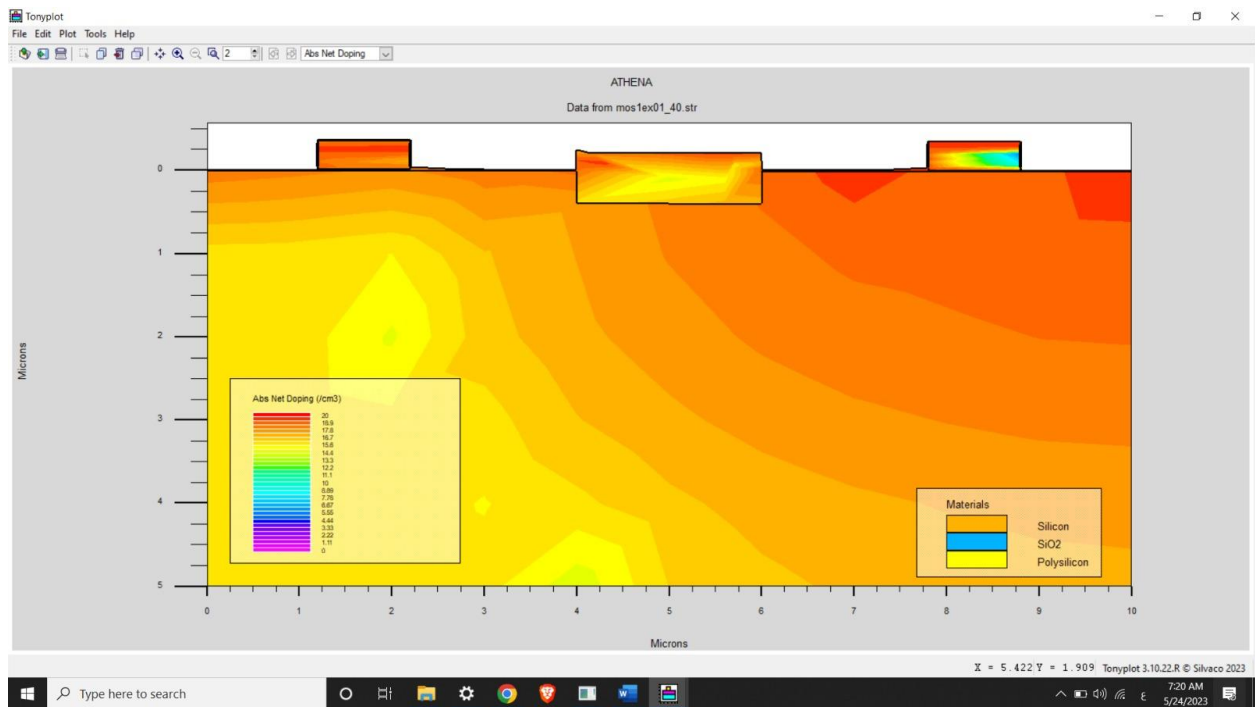 Tonyplot
File Edit Plot Tools Help
2
Abs Net Doping
ATHENA
Data from mos1ex01_40.str
Microns
0
1
2
3
4
5
Abs Net Doping (/cm3)
20
18.9
17.8
16.7
15.6
14.4
13.3
12.2
11.1
10
8.89
7.78
6.67
5.55
4.44
3.33
2.22
1.11
0
Materials
Silicon
SiO2
Polysilicon
0 1 2 3 4 5 6 7 8 9 10
Microns
X = 5.422 Y = 1.909 Tonyplot 3.10.22.R © Silvaco 2023
Type here to search
ع
7:20 AM
5/24/2023